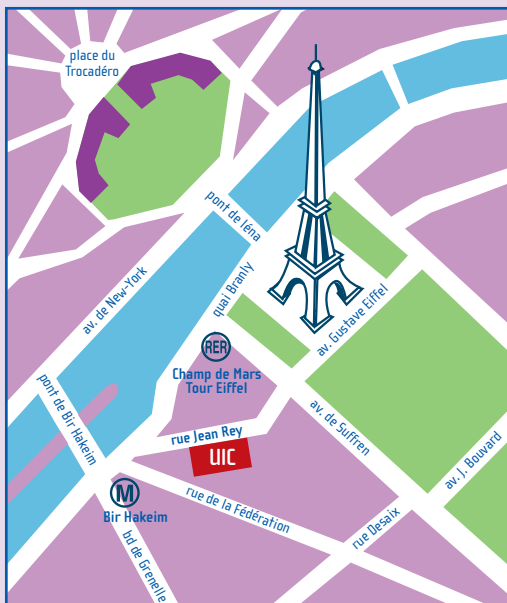 place du
Trocadéro
pont de Iéna
av. de New-York
quai Branly
av. Gustave Eiffel
RER
Champ de Mars
Tour Eiffel
pont de Bir Hakeim
rue Jean Rey
UIC
av. de Suffren
av. J. Bouvard
M
Bir Hakeim
rue de la Fédération
rue Desaix
bd de Grenelle